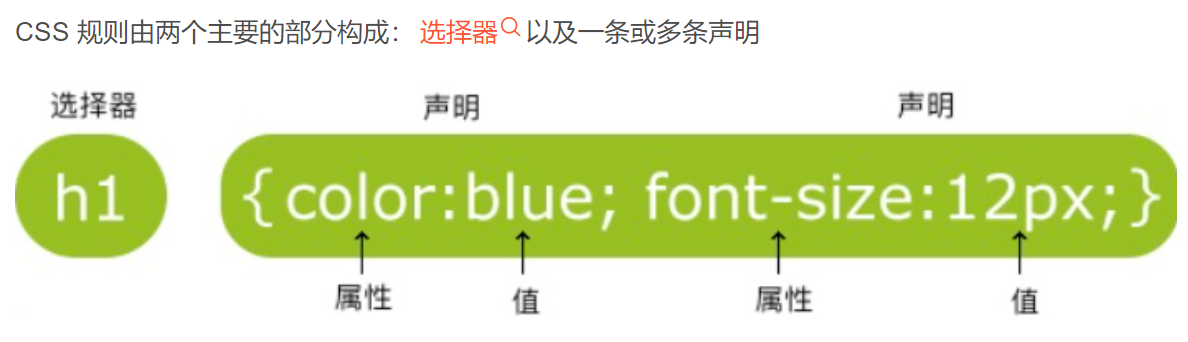 CSS 规则由两个主要的部分构成： 选择器 以及一条或多条声明
选择器 声明 声明
h1 {color:blue; font-size:12px;}
属性 值 属性 值